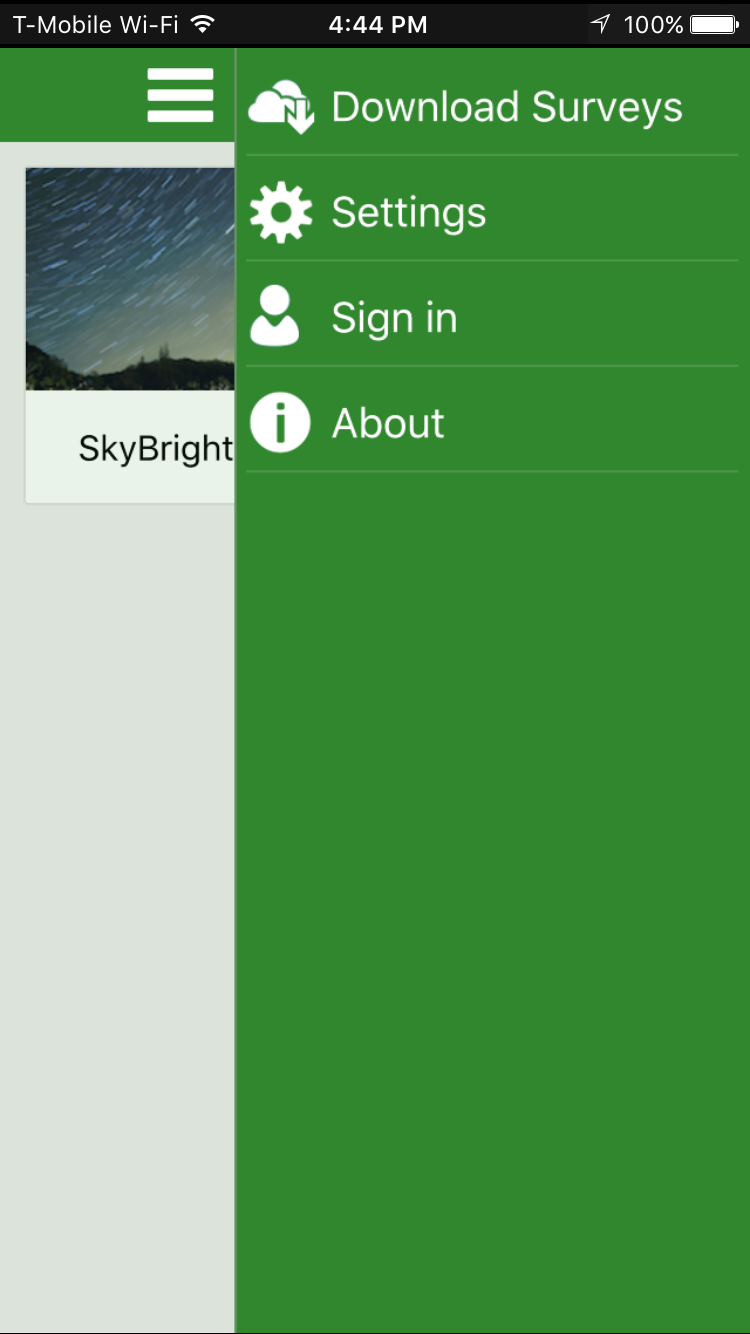 T-Mobile Wi-Fi 4:44 PM 100%
Download Surveys
Settings
Sign in
About
SkyBright